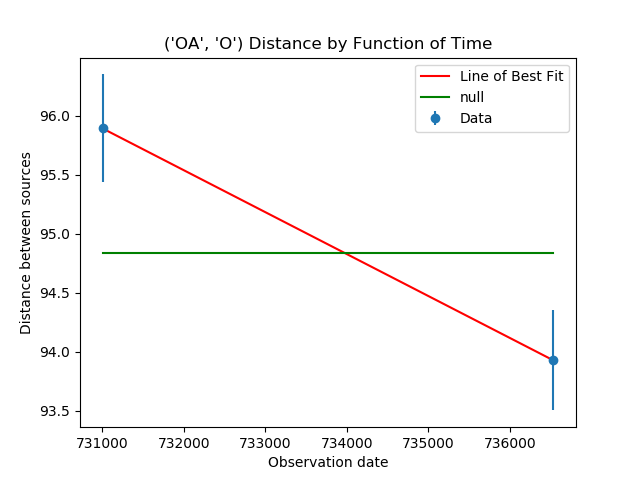 ('OA', 'O') Distance by Function of Time
Line of Best Fit
null
Data
Distance between sources
96.0
95.5
95.0
94.5
94.0
93.5
731000 732000 733000 734000 735000 736000
Observation date